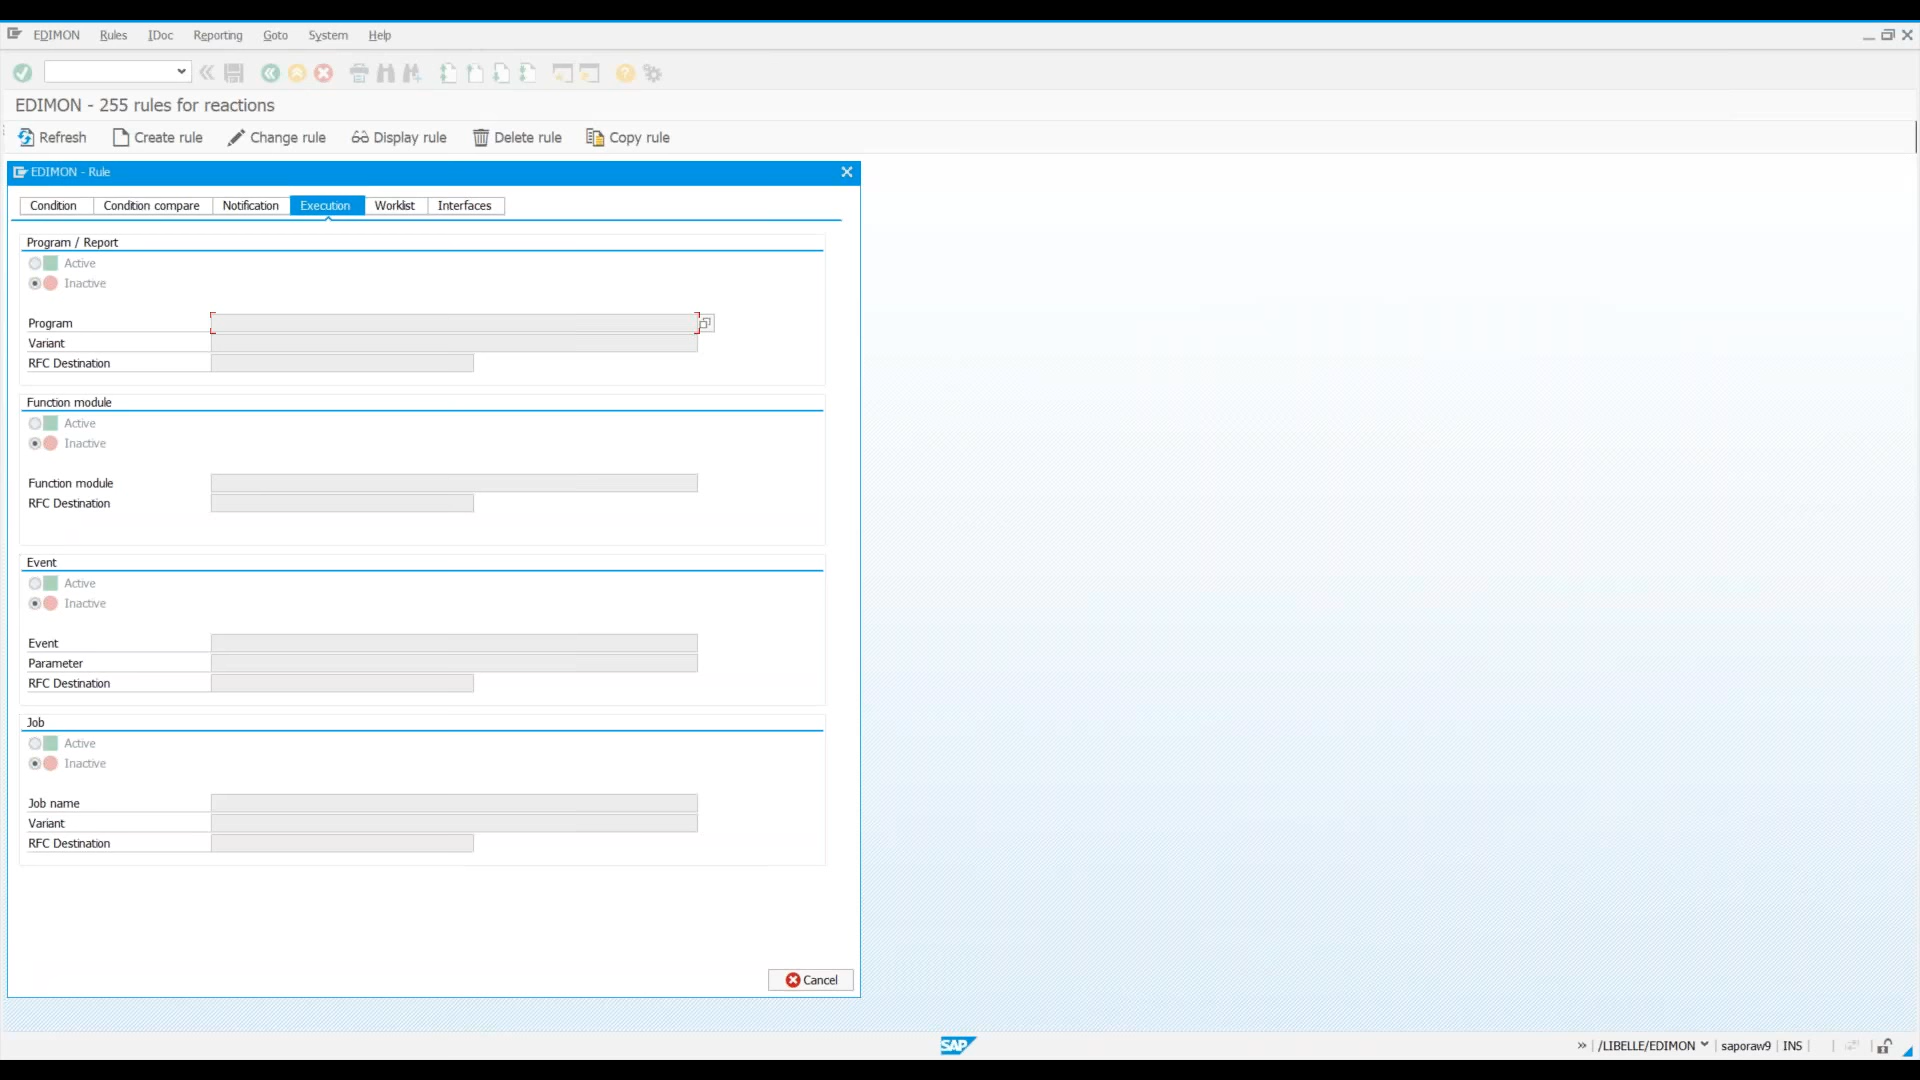 EDIMON Rules IDoc Reporting Goto System Help
EDIMON - 255 rules for reactions
Refresh Create rule Change rule Display rule Delete rule Copy rule
EDIMON - Rule
Condition Condition compare Notification Execution Worklist Interfaces
Program / Report
Active
Inactive
Program
Variant
RFC Destination
Function module
Active
Inactive
Function module
RFC Destination
Event
Active
Inactive
Event
Parameter
RFC Destination
Job
Active
Inactive
Job name
Variant
RFC Destination
Cancel
SAP
» /LIBELLE/EDIMON saporaw9 INS